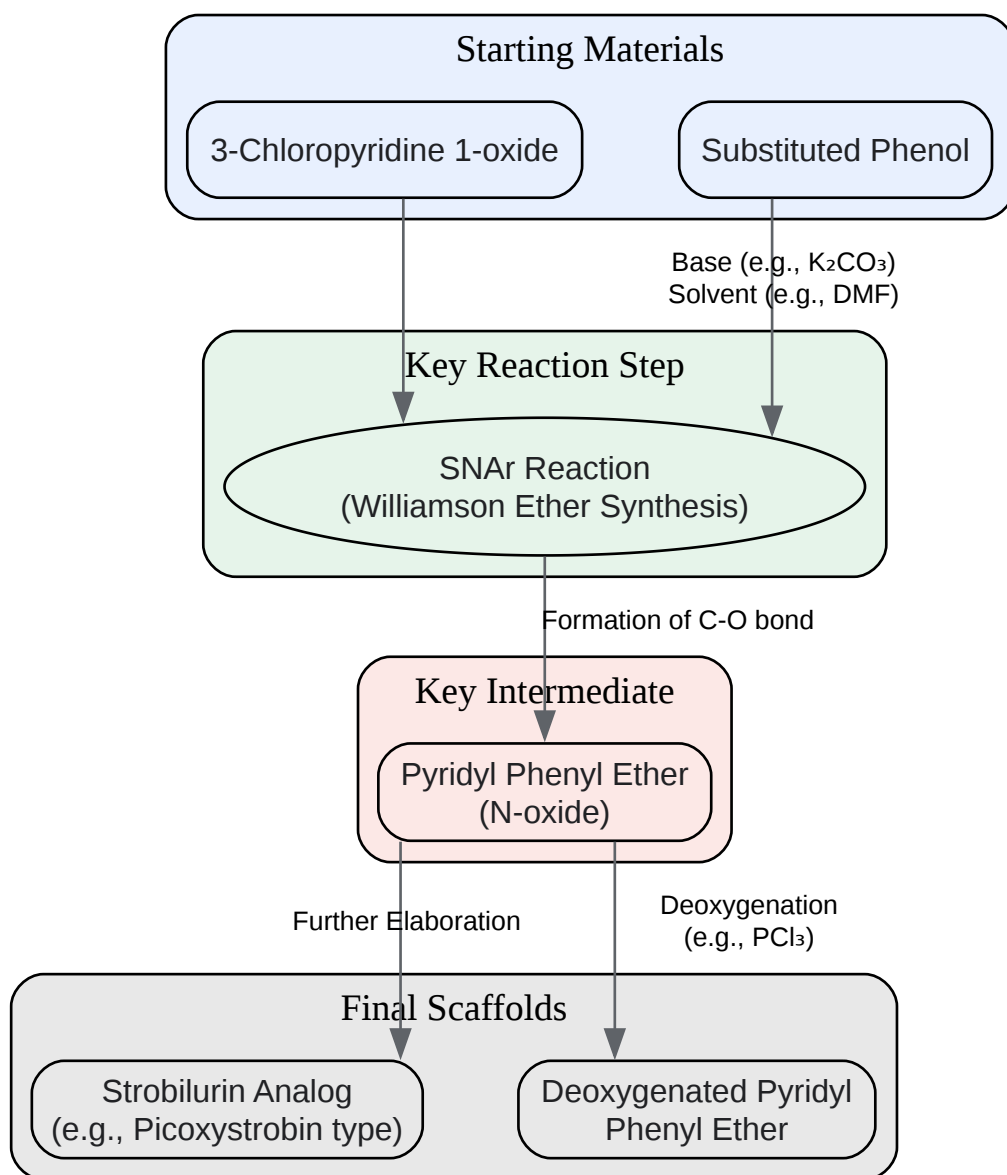 Starting Materials
3-Chloropyridine 1-oxide
Substituted Phenol
Base (e.g., K₂CO₃)
Solvent (e.g., DMF)
Key Reaction Step
SNAr Reaction
(Williamson Ether Synthesis)
Formation of C-O bond
Key Intermediate
Pyridyl Phenyl Ether
(N-oxide)
Further Elaboration
Deoxygenation
(e.g., PCl₃)
Final Scaffolds
Strobilurin Analog
(e.g., Picoxystrobin type)
Deoxygenated Pyridyl
Phenyl Ether